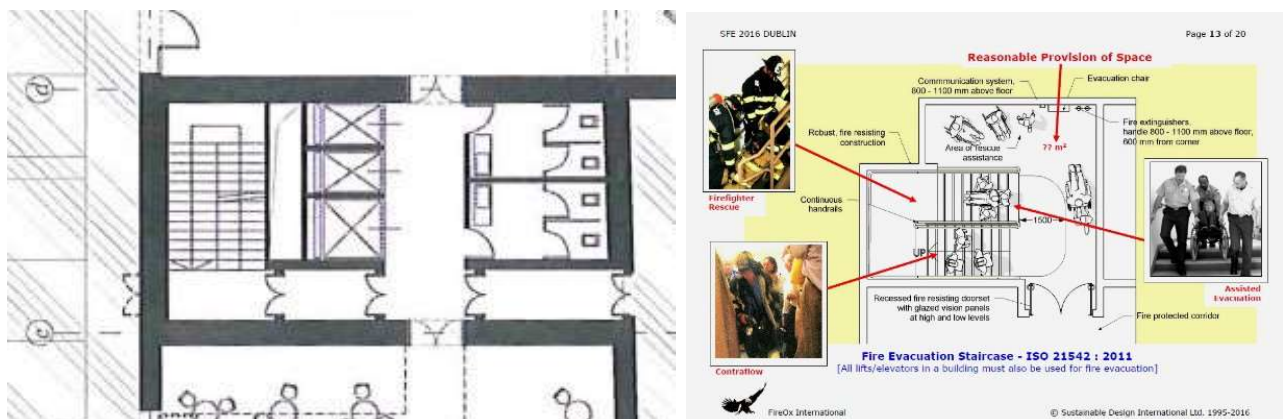 d
c
SFE 2016 DUBLIN
Page 13 of 20
Reasonable Provision of Space
Commmunication system,
800 - 1100 mm above floor
Evacuation chair
Fire extinguishers,
handle 800 - 1100 mm above floor,
600 mm from corner
Robust, fire resisting
construction
Area of rescue
assistance
?? m²
Firefighter
Rescue
Continuous
handrails
1500
UP
Assisted
Evacuation
Recessed fire resisting doorset
with glazed vision panels
at high and low levels
Fire protected corridor
Contraflow
Fire Evacuation Staircase - ISO 21542 : 2011
[All lifts/elevators in a building must also be used for fire evacuation]
FireOx International
© Sustainable Design International Ltd. 1995-2016